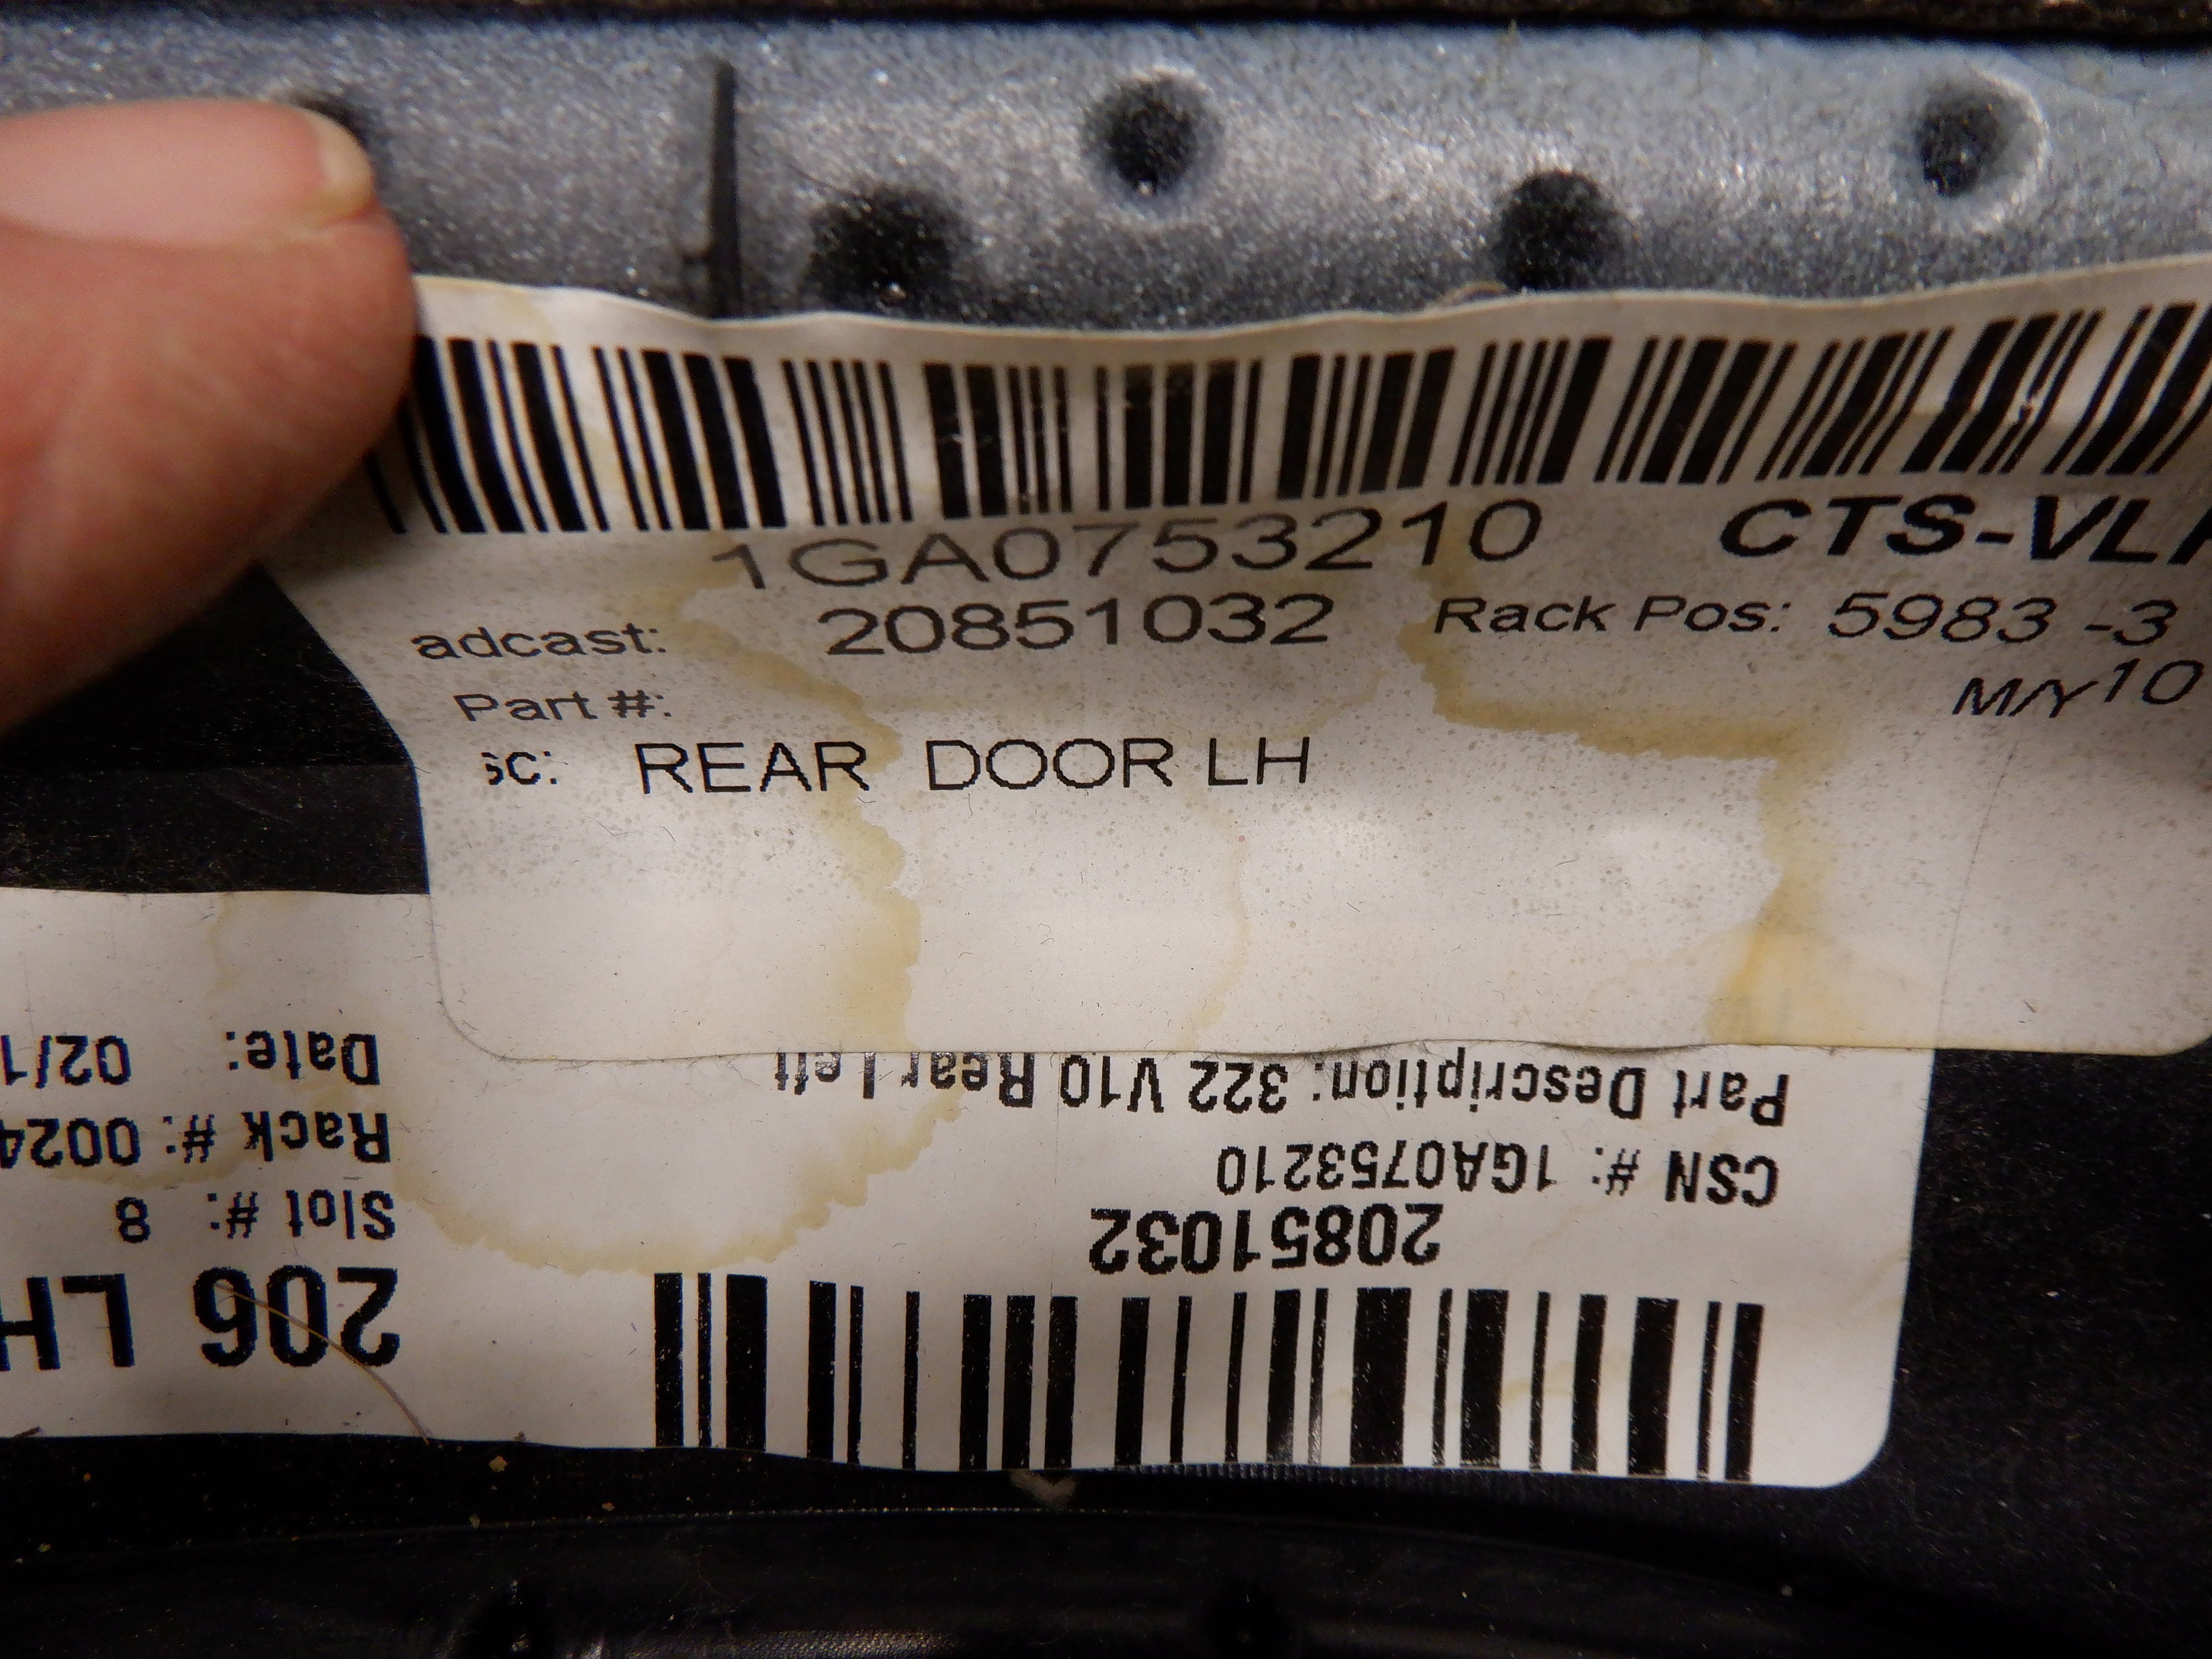 1GA0753210 CTS-VL
adcast: 20851032 Rack Pos: 5983 -3
Part #: M/Y 10
sc: REAR DOOR LH
Part Description: 322 V10 Rear Left
CSN #: 1GA0753210
20851032
Date: 02/1
Rack #: 0024
Slot #: 8
206 LH